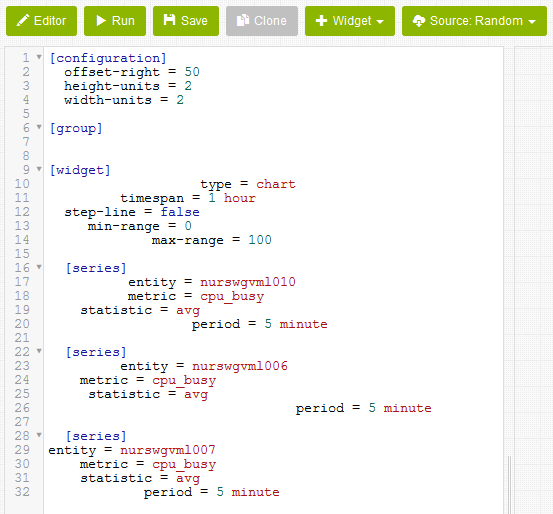 Editor Run Save Clone Widget Source: Random
1 [configuration]
2 offset-right = 50
3 height-units = 2
4 width-units = 2
5
6 [group]
7
8
9 [widget]
10 type = chart
11 timespan = 1 hour
12 step-line = false
13 min-range = 0
14 max-range = 100
15
16 [series]
17 entity = nurswgvml010
18 metric = cpu_busy
19 statistic = avg
20 period = 5 minute
21
22 [series]
23 entity = nurswgvml006
24 metric = cpu_busy
25 statistic = avg
26 period = 5 minute
27
28 [series]
29 entity = nurswgvml007
30 metric = cpu_busy
31 statistic = avg
32 period = 5 minute